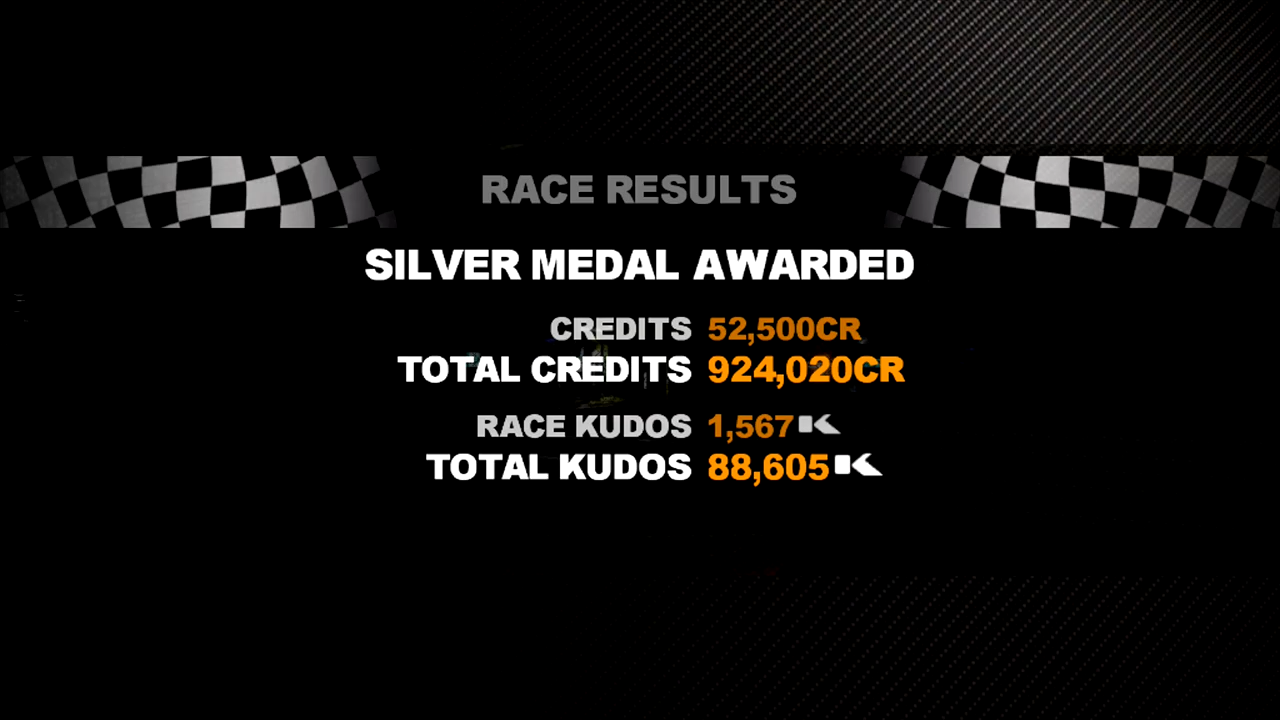 RACE RESULTS
SILVER MEDAL AWARDED
CREDITS 52,500CR
TOTAL CREDITS 924,020CR
RACE KUDOS 1,567
TOTAL KUDOS 88,605